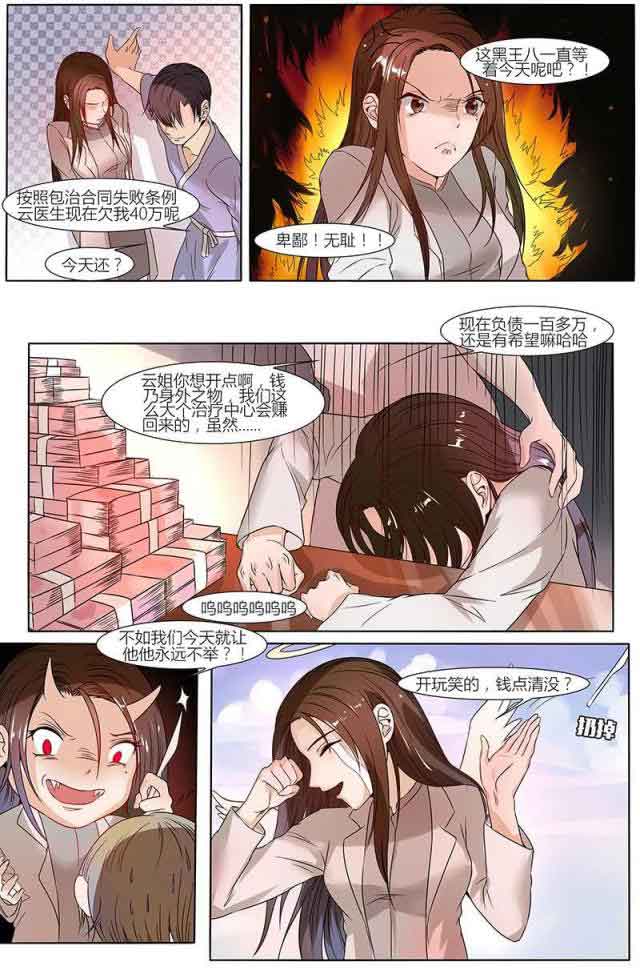 按照包治合同失败条例
云医生现在欠我40万呢
今天还？
这黑王八一直等
着今天呢吧？！
卑鄙！无耻！！
现在负债一百多万，
还是有希望嘛哈哈
云姐你想开点啊，钱
乃身外之物，我们这
么大个治疗中心会赚
回来的，虽然……
呜呜呜呜呜呜
不如我们今天就让
他他永远不举？！
开玩笑的，钱点清没？
扔掉